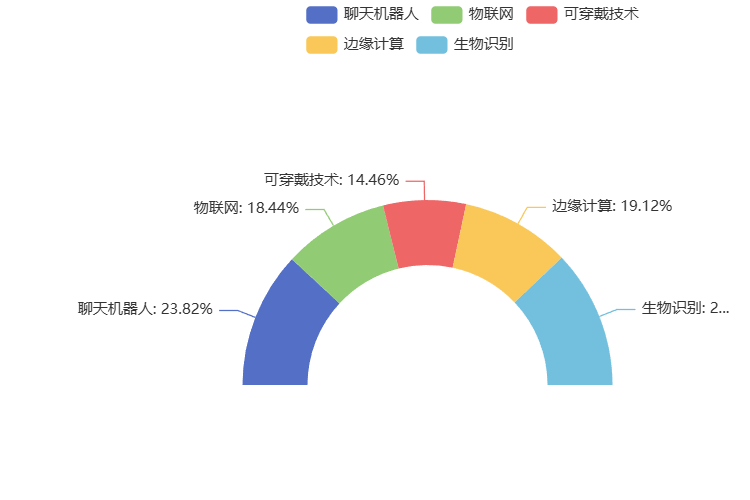 聊天机器人 物联网 可穿戴技术
边缘计算 生物识别
可穿戴技术: 14.46%
物联网: 18.44%
边缘计算: 19.12%
聊天机器人: 23.82%
生物识别: 2...